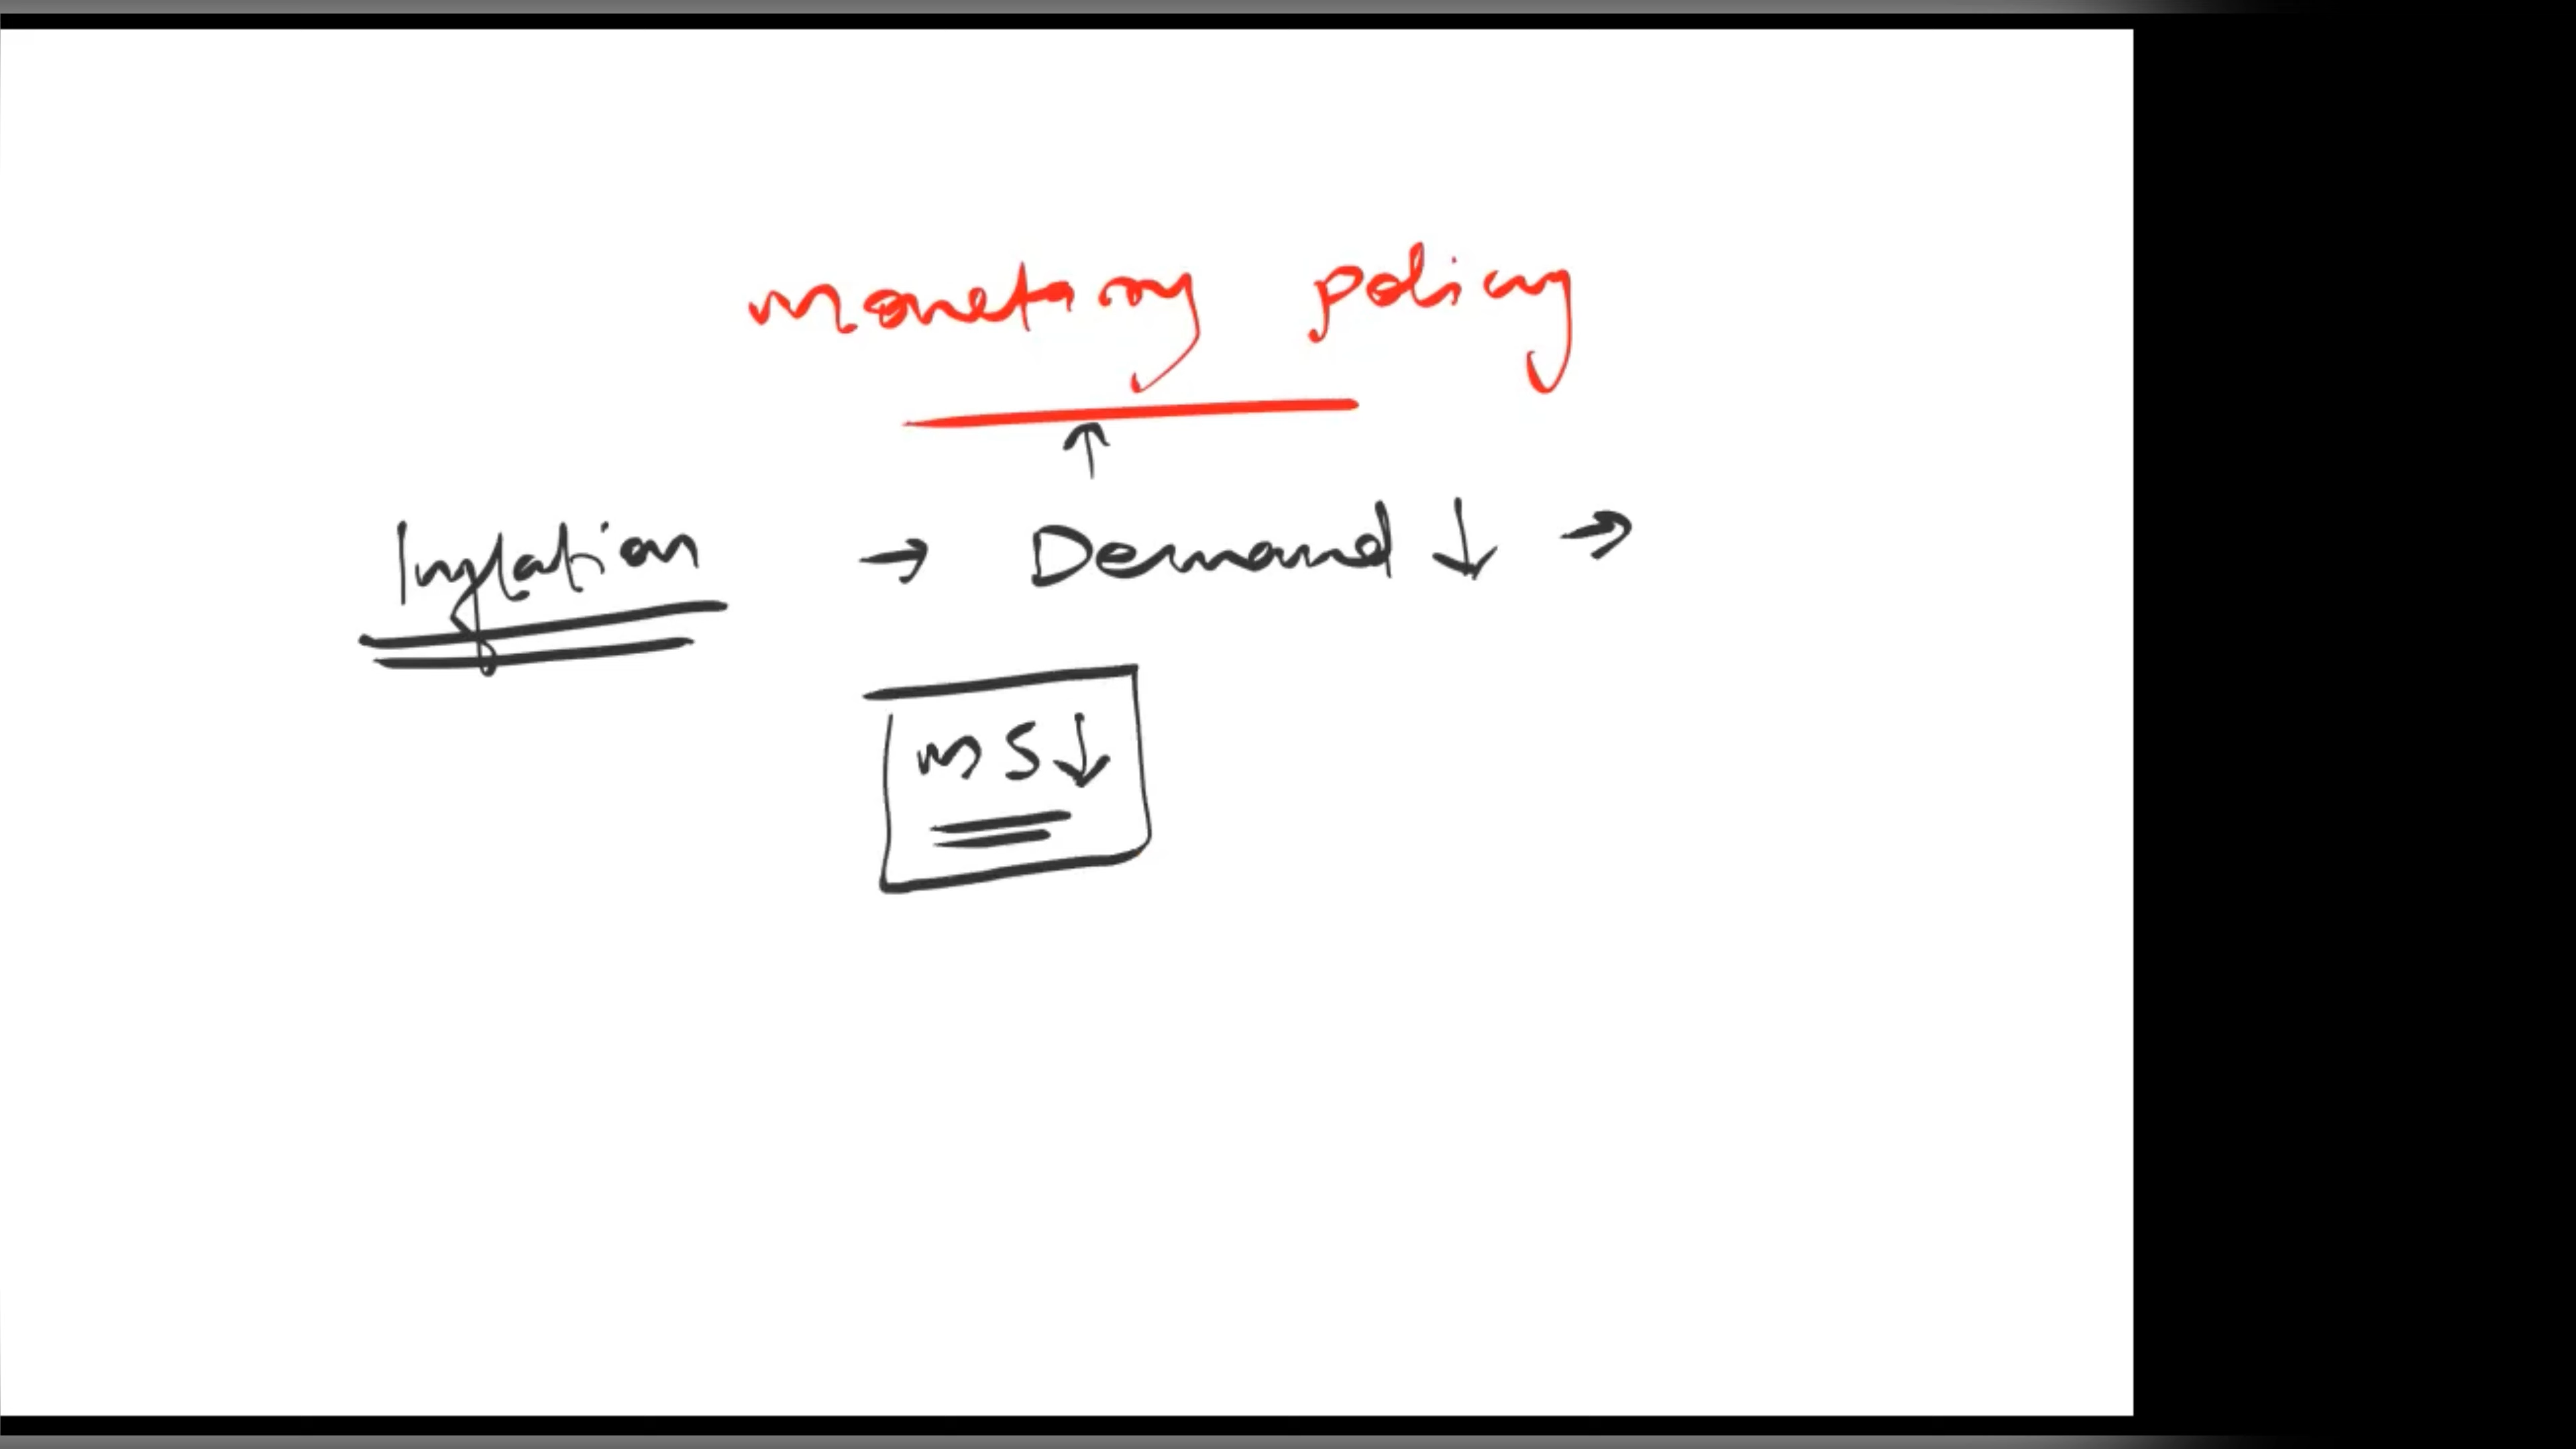 monetary policy
↑
Inflation → Demand ↓ →
MS↓